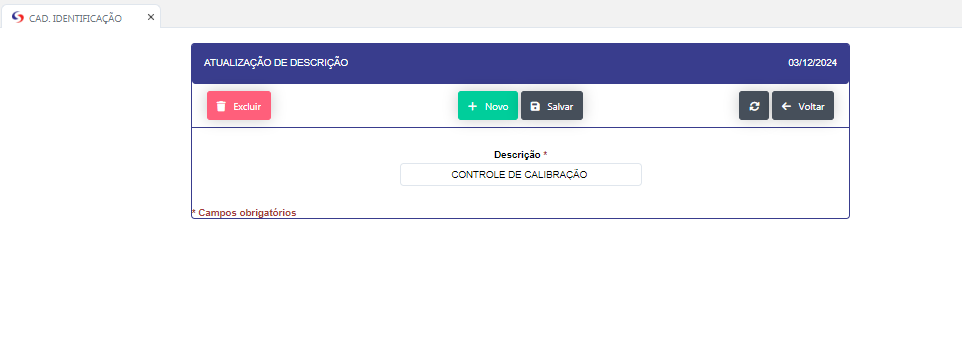 CAD. IDENTIFICAÇÃO
ATUALIZAÇÃO DE DESCRIÇÃO 03/12/2024
Excluir Novo Salvar Voltar
Descrição *
CONTROLE DE CALIBRAÇÃO
* Campos obrigatórios